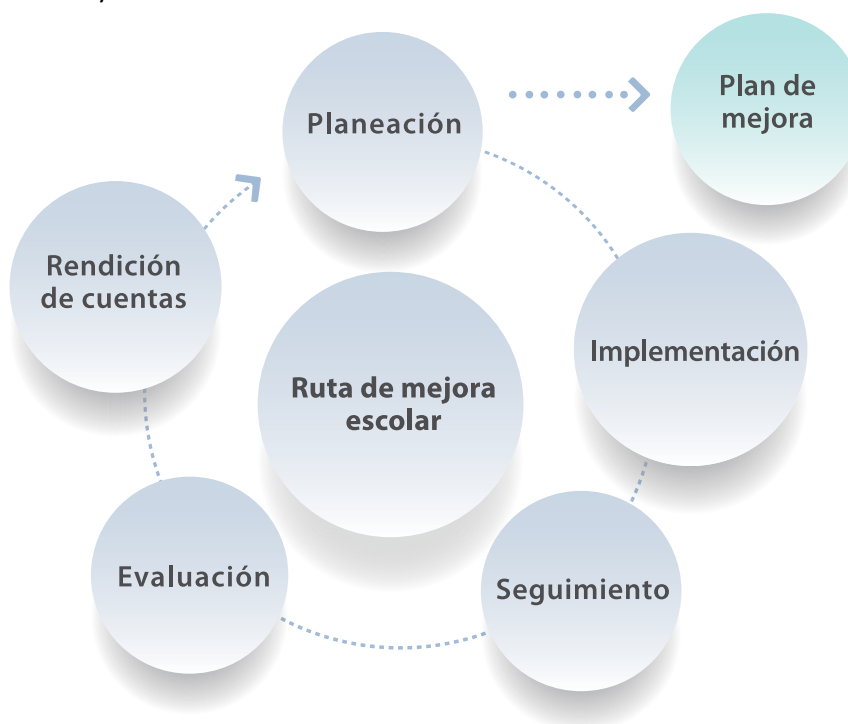 Planeación
Plan de
mejora
Rendición
de cuentas
Implementación
Ruta de mejora
escolar
Evaluación
Seguimiento